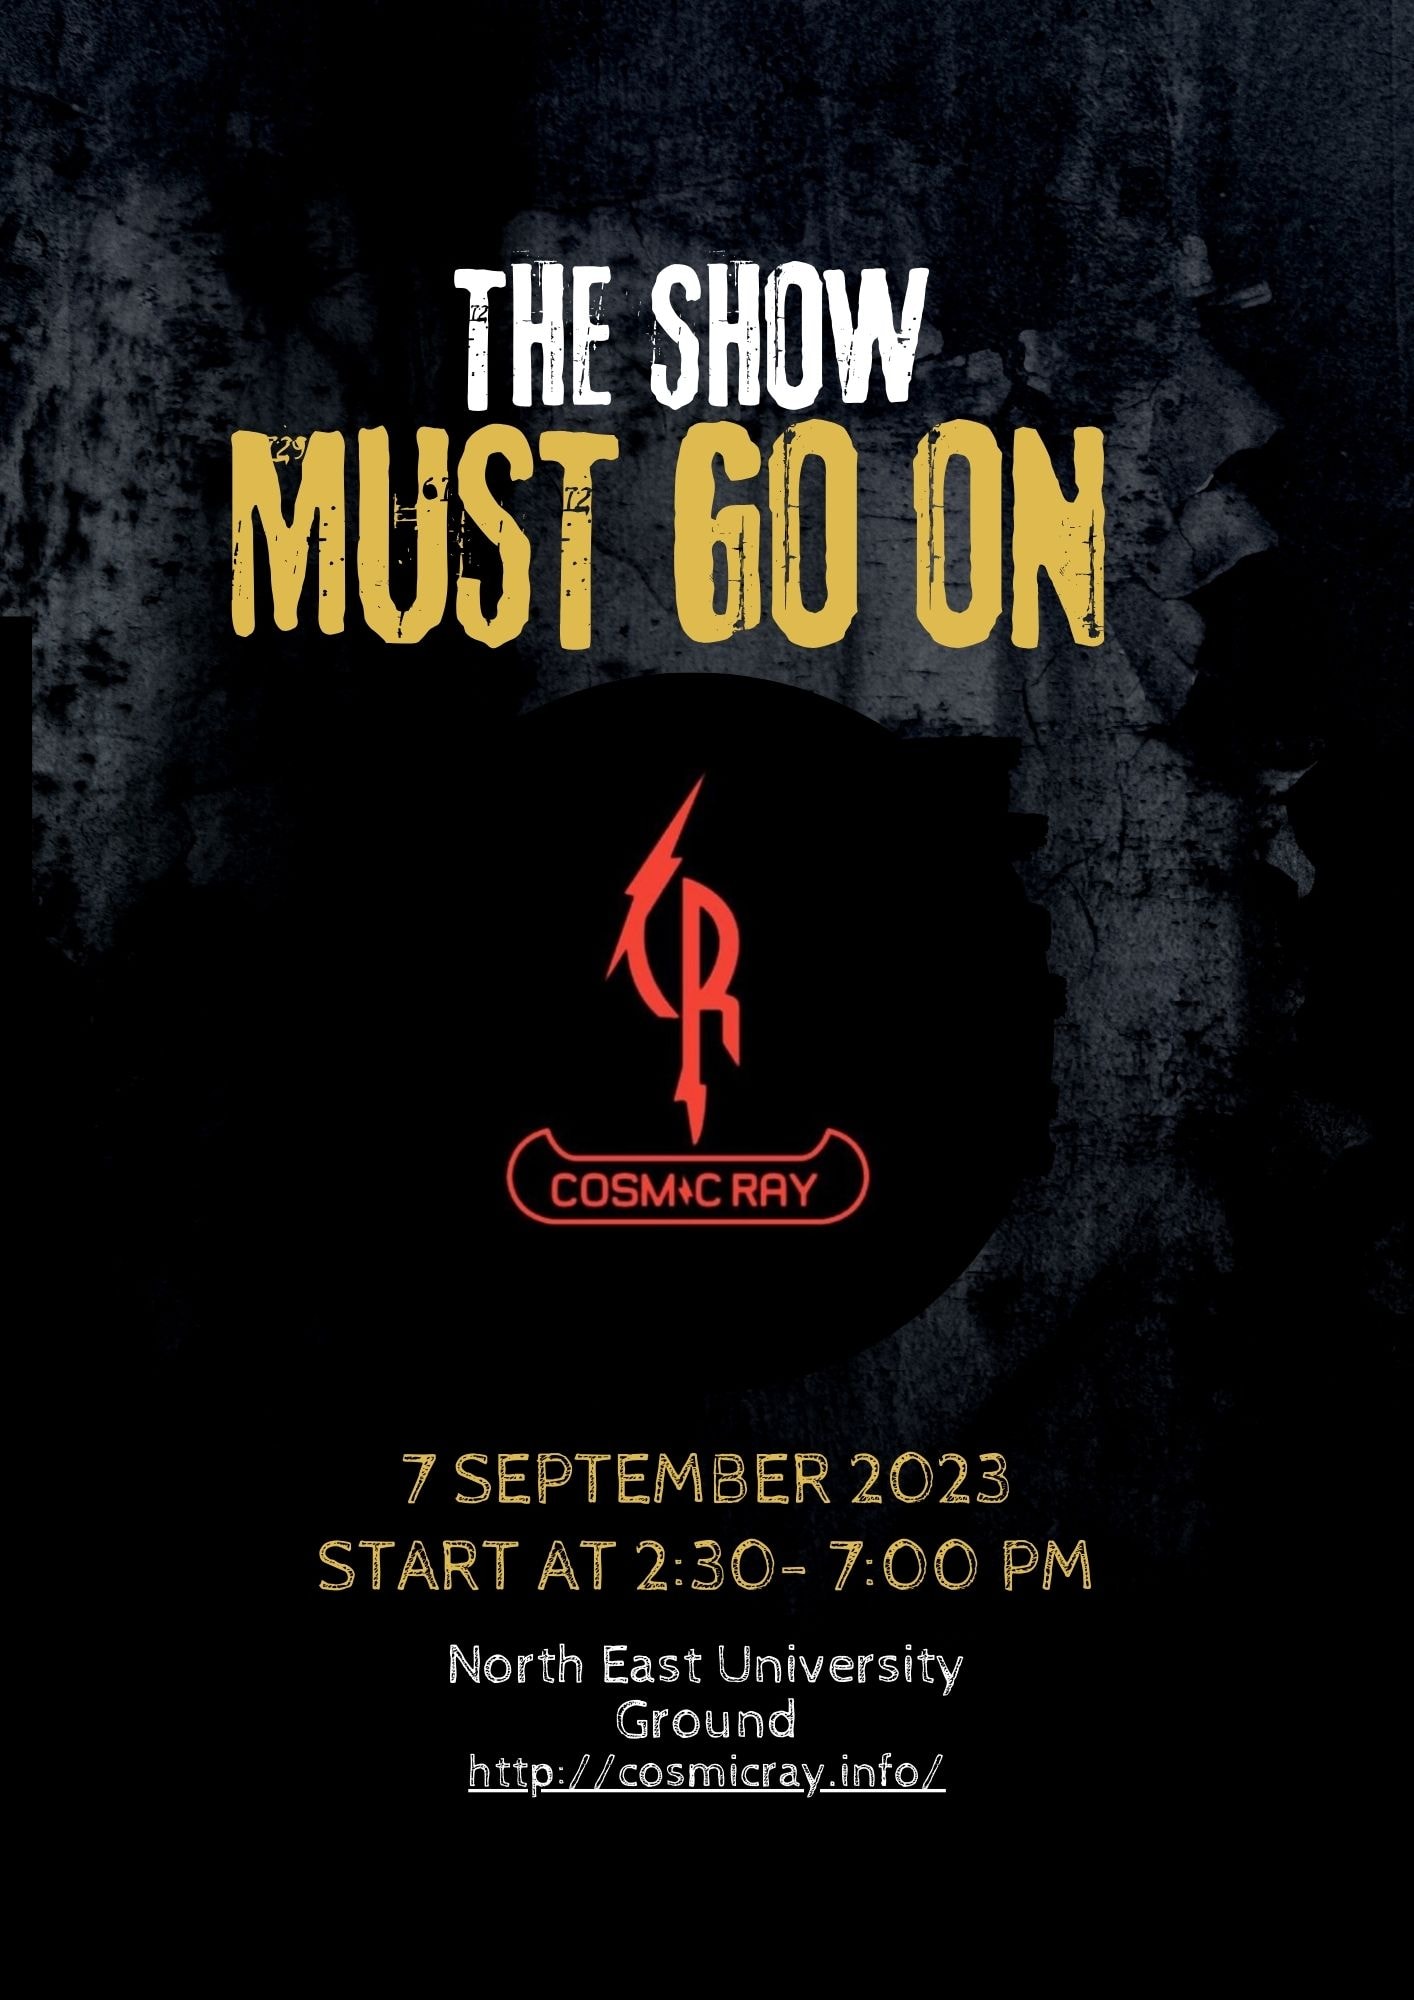 THE SHOW
MUST GO ON
CR
COSMIC RAY
7 SEPTEMBER 2023
START AT 2:30- 7:00 PM
North East University
Ground
http://cosmicray.info/